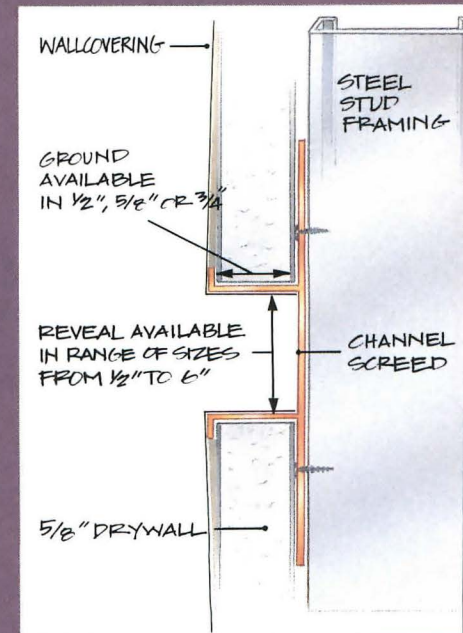 WALLCOVERING
STEEL
STUD
FRAMING
GROUND
AVAILABLE
IN 1/2", 5/8" OR 3/4"
REVEAL AVAILABLE
IN RANGE OF SIZES
FROM 1/2" TO 6"
CHANNEL
SCREED
5/8" DRYWALL